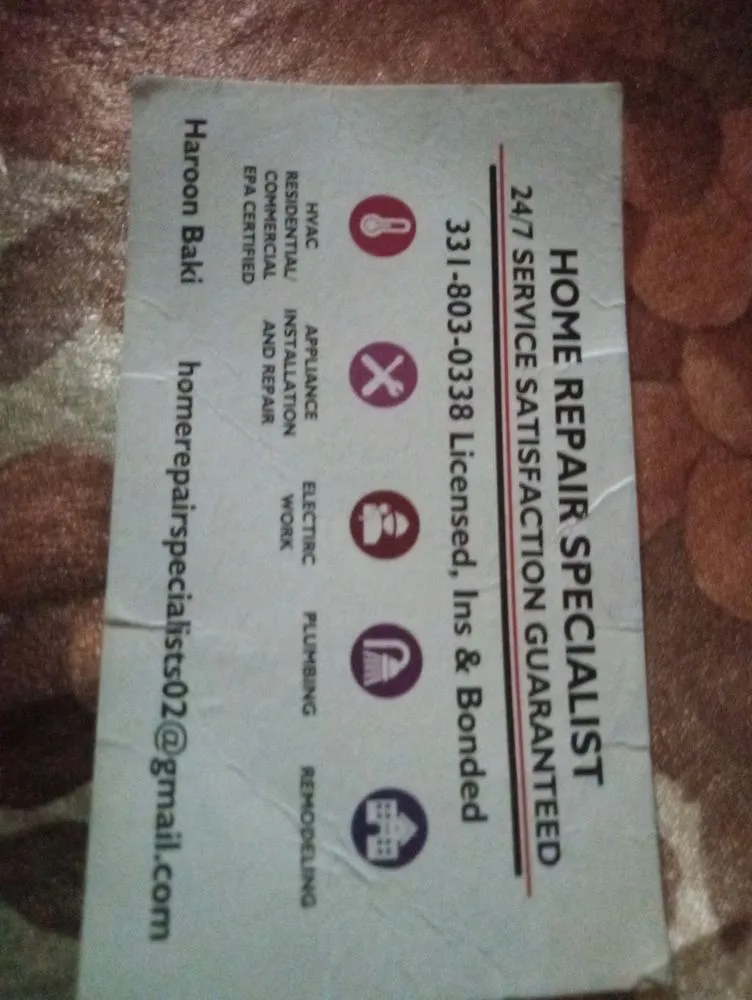 HOME REPAIR SPECIALIST
24/7 SERVICE SATISFACTION GUARANTEED
331-803-0338 Licensed, Ins & Bonded
HVAC
RESIDENTIAL/
COMMERCIAL
EPA CERTIFIED
APPLIANCE
INSTALLATION
AND REPAIR
ELECTIRC
WORK
PLUMBING
REMODELING
Haroon Baki homerepairspecialists02@gmail.com